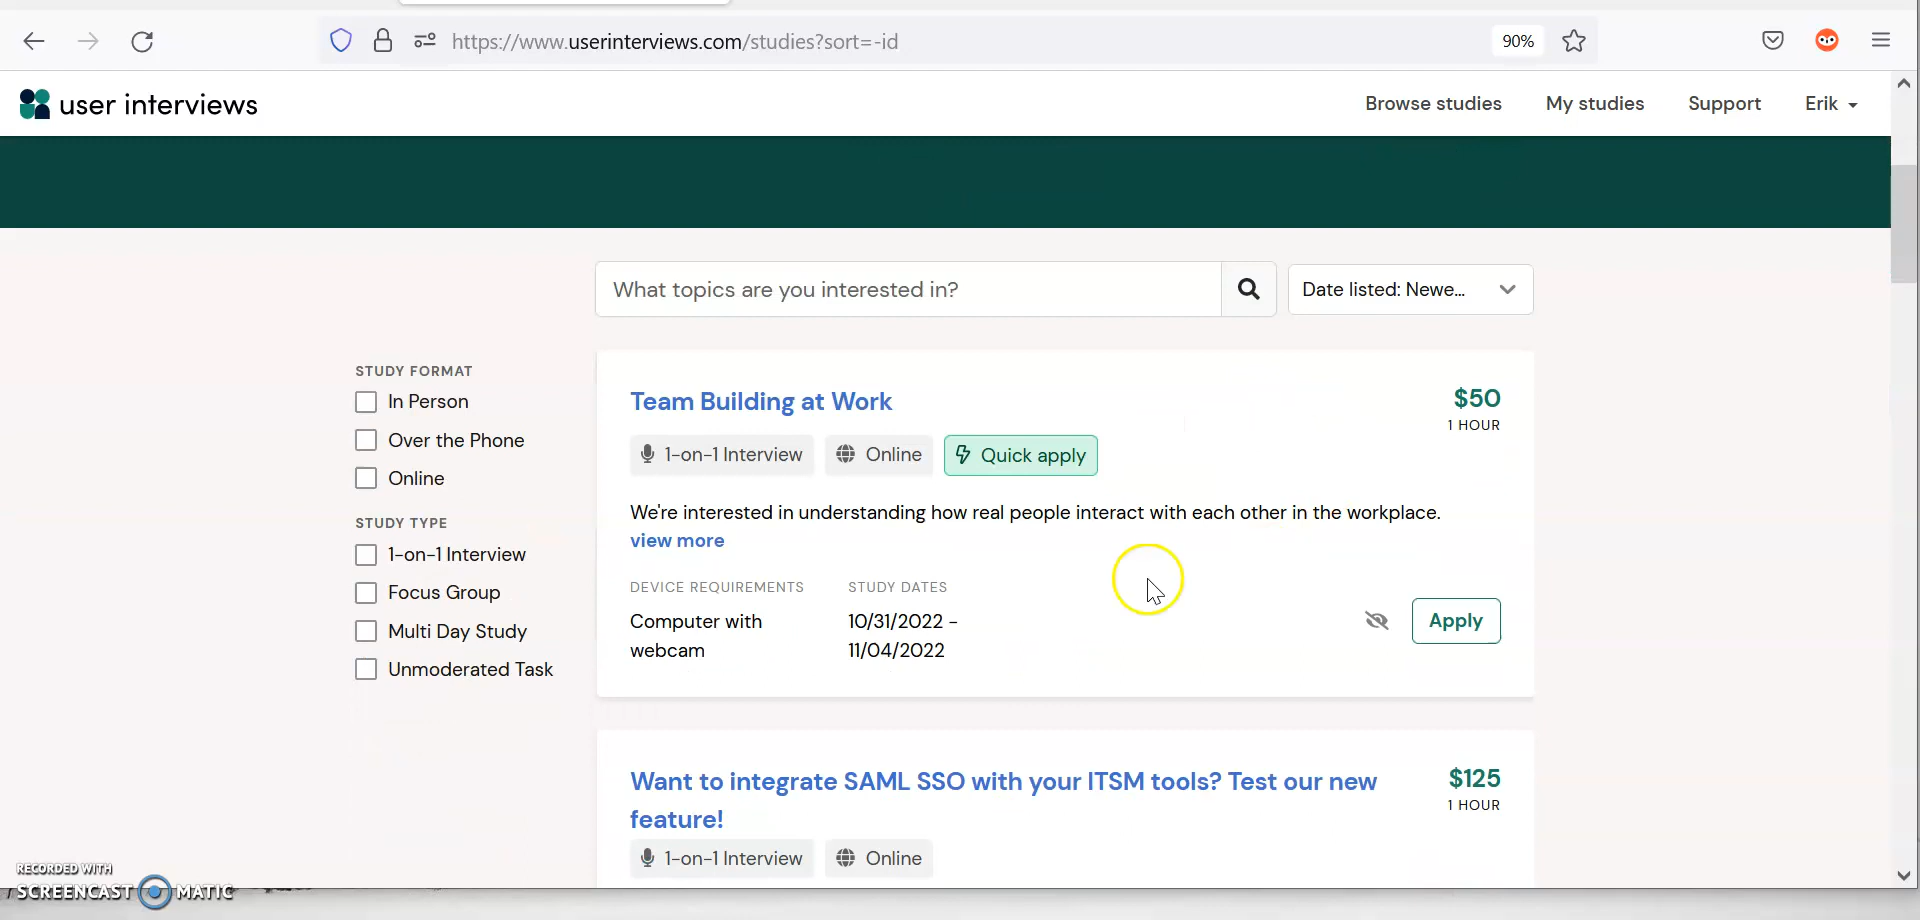 https://www.userinterviews.com/studies?sort=-id
90%
user interviews
Browse studies
My studies
Support
Erik
What topics are you interested in?
Date listed: Newe...
STUDY FORMAT
In Person
Over the Phone
Online
STUDY TYPE
1-on-1 Interview
Focus Group
Multi Day Study
Unmoderated Task
Team Building at Work
$50
1 HOUR
1-on-1 Interview
Online
Quick apply
We're interested in understanding how real people interact with each other in the workplace.
view more
DEVICE REQUIREMENTS
Computer with
webcam
STUDY DATES
10/31/2022 -
11/04/2022
Apply
Want to integrate SAML SSO with your ITSM tools? Test our new
feature!
$125
1 HOUR
1-on-1 Interview
Online
RECORDED WITH
SCREENCAST MATIC